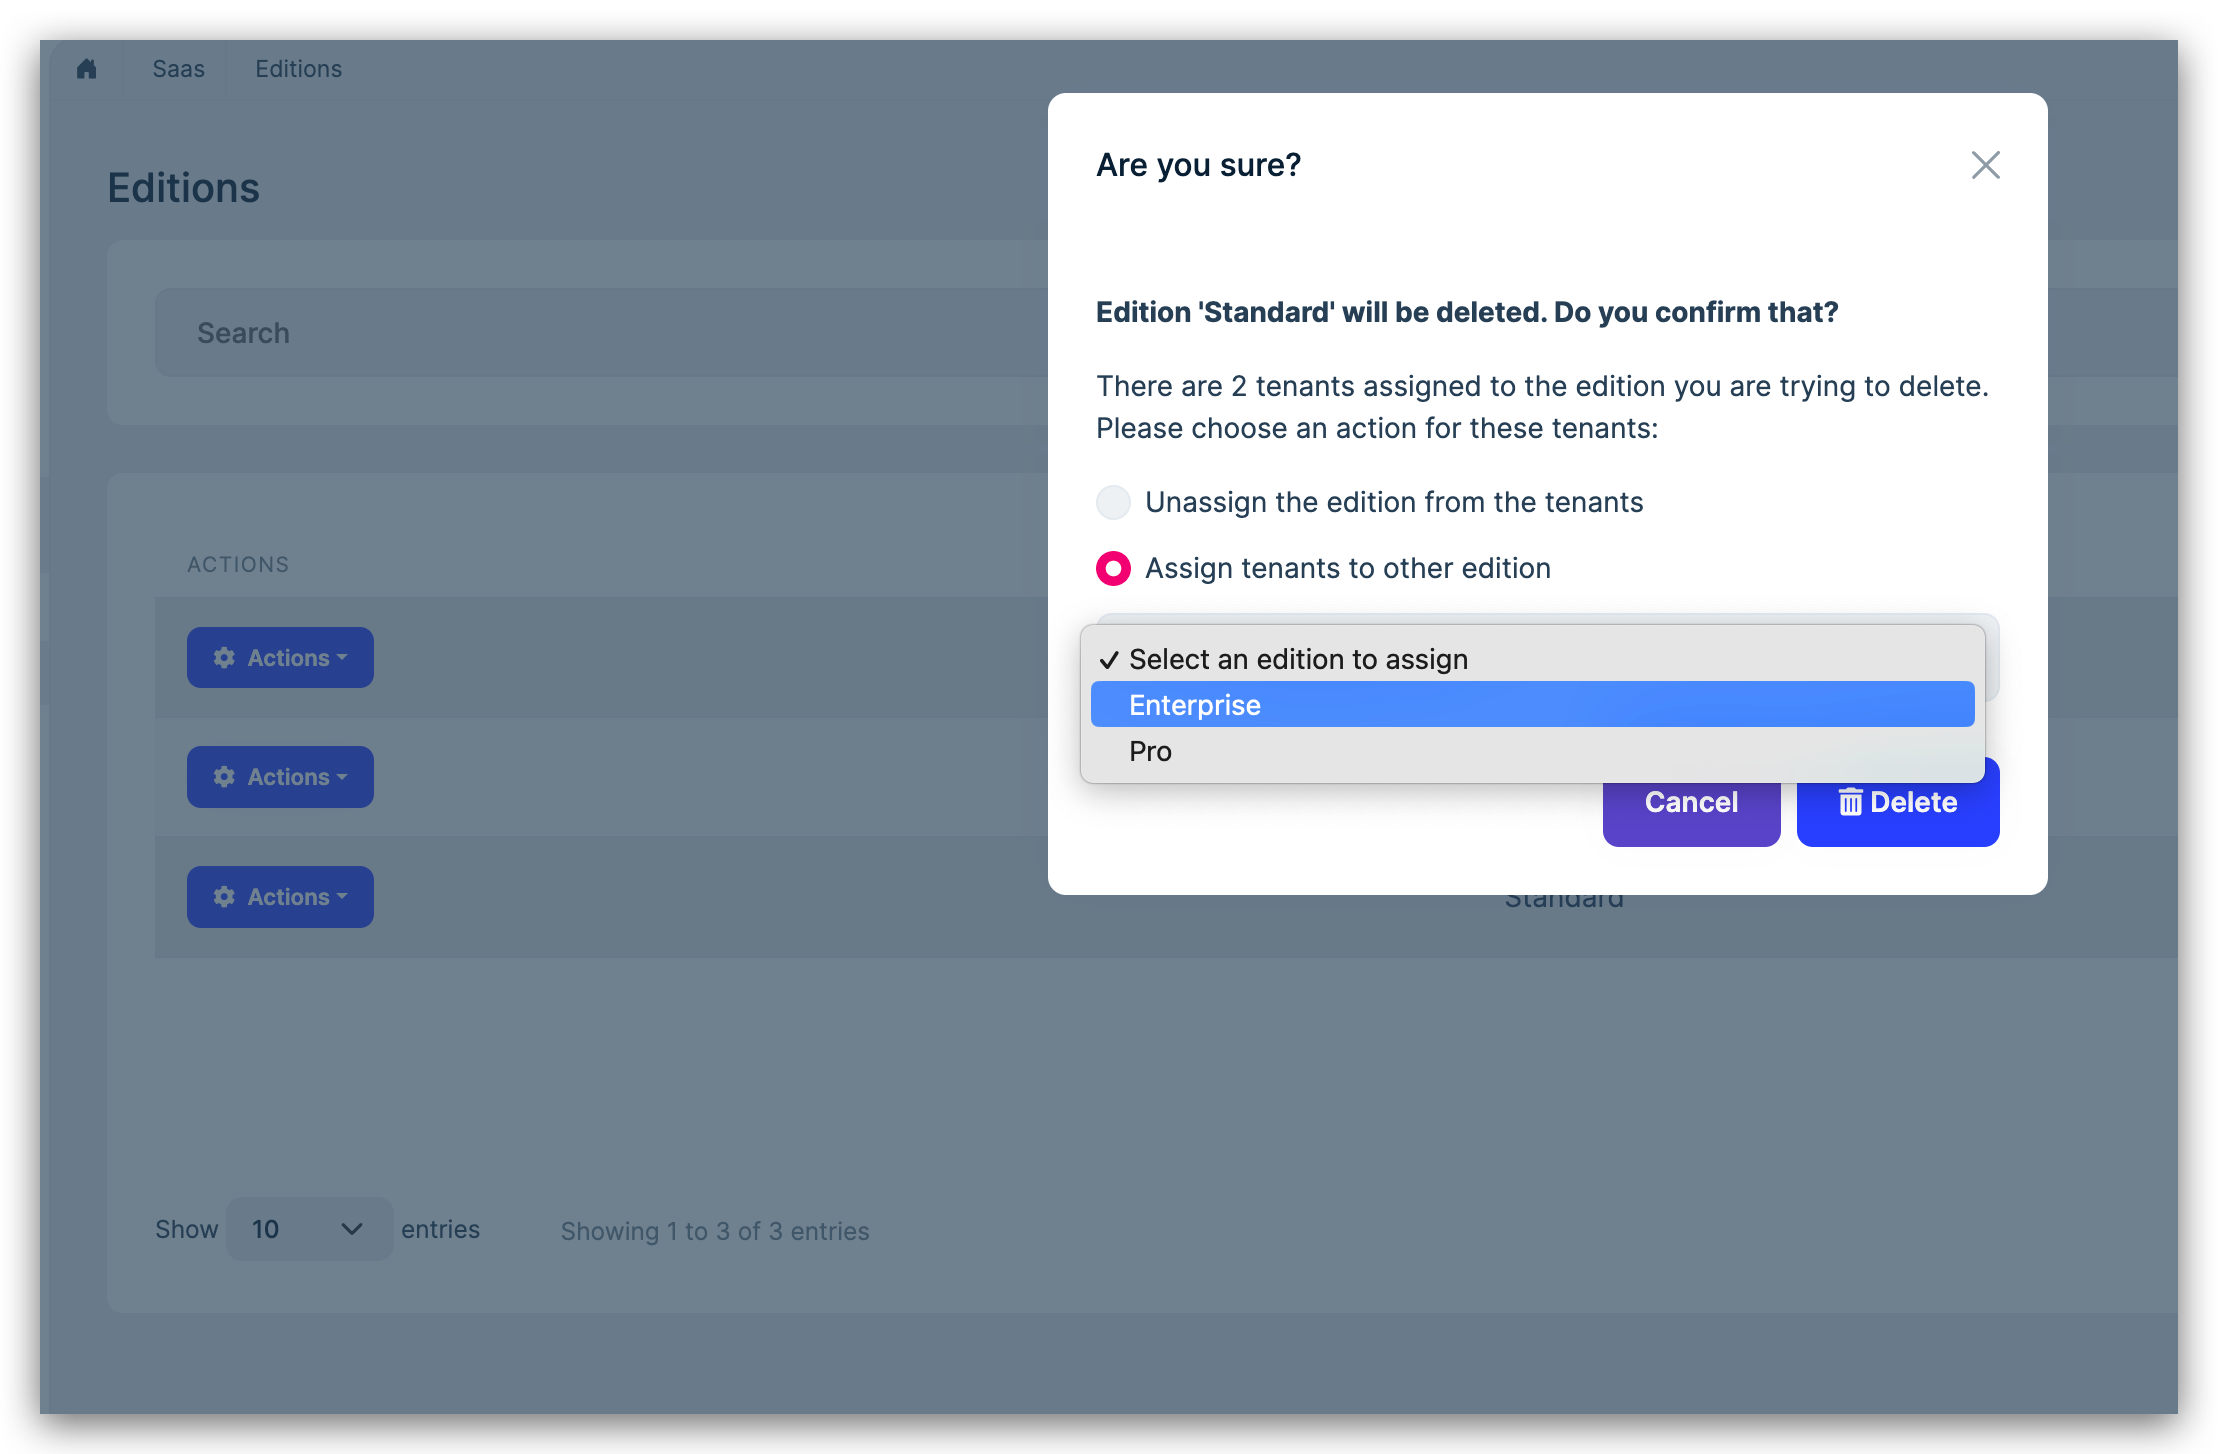 Saas
Editions
Editions
Search
ACTIONS
Actions
Actions
Actions
Standard
Show 10 entries
Showing 1 to 3 of 3 entries
Are you sure?
Edition 'Standard' will be deleted. Do you confirm that?
There are 2 tenants assigned to the edition you are trying to delete.
Please choose an action for these tenants:
Unassign the edition from the tenants
Assign tenants to other edition
Select an edition to assign
Enterprise
Pro
Cancel
Delete